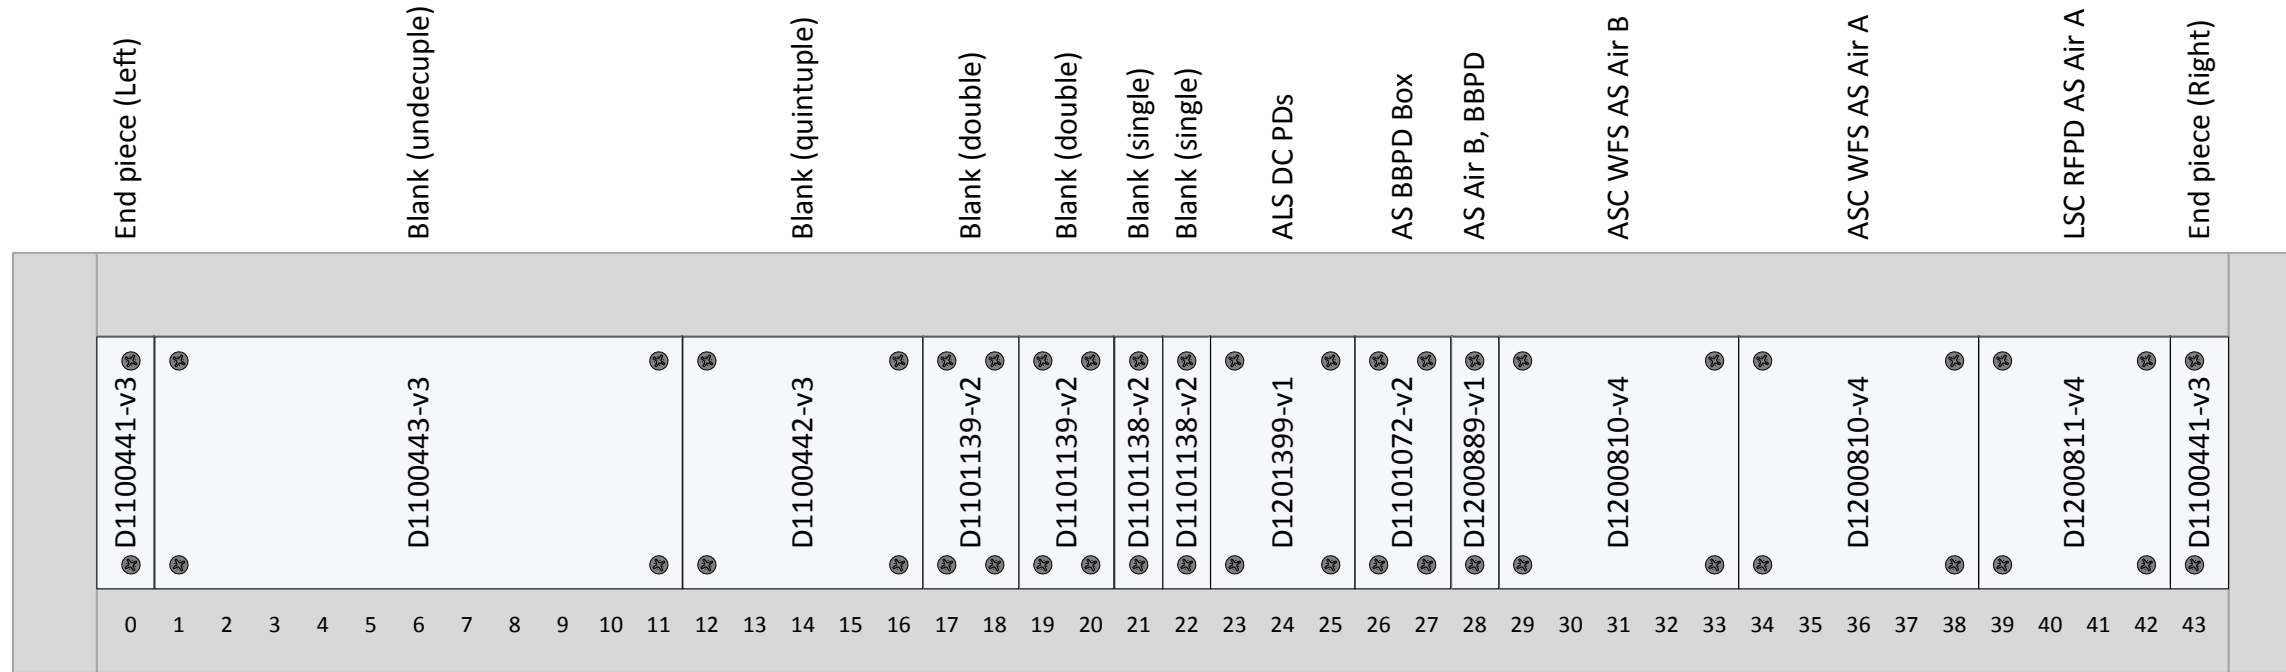 End piece (Left)
Blank (undecuple)
Blank (quintuple)
Blank (double)
Blank (double)
Blank (single)
Blank (single)
ALS DC PDs
AS BBPD Box
AS Air B, BBPD
ASC WFS AS Air B
ASC WFS AS Air A
LSC RFPD AS Air A
End piece (Right)
D1100441-v3
D1100443-v3
D1100442-v3
D1101139-v2
D1101139-v2
D1101138-v2
D1101138-v2
D1201399-v1
D1101072-v2
D1200889-v1
D1200810-v4
D1200810-v4
D1200811-v4
D1100441-v3
0 1 2 3 4 5 6 7 8 9 10 11 12 13 14 15 16 17 18 19 20 21 22 23 24 25 26 27 28 29 30 31 32 33 34 35 36 37 38 39 40 41 42 43